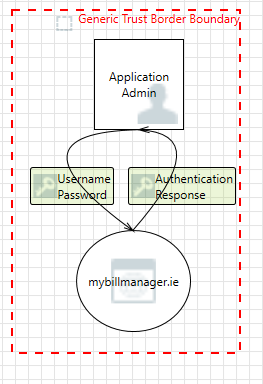 Generic Trust Border Boundary
Application
Admin
Username
Password
Authentication
Response
mybillmanager.ie